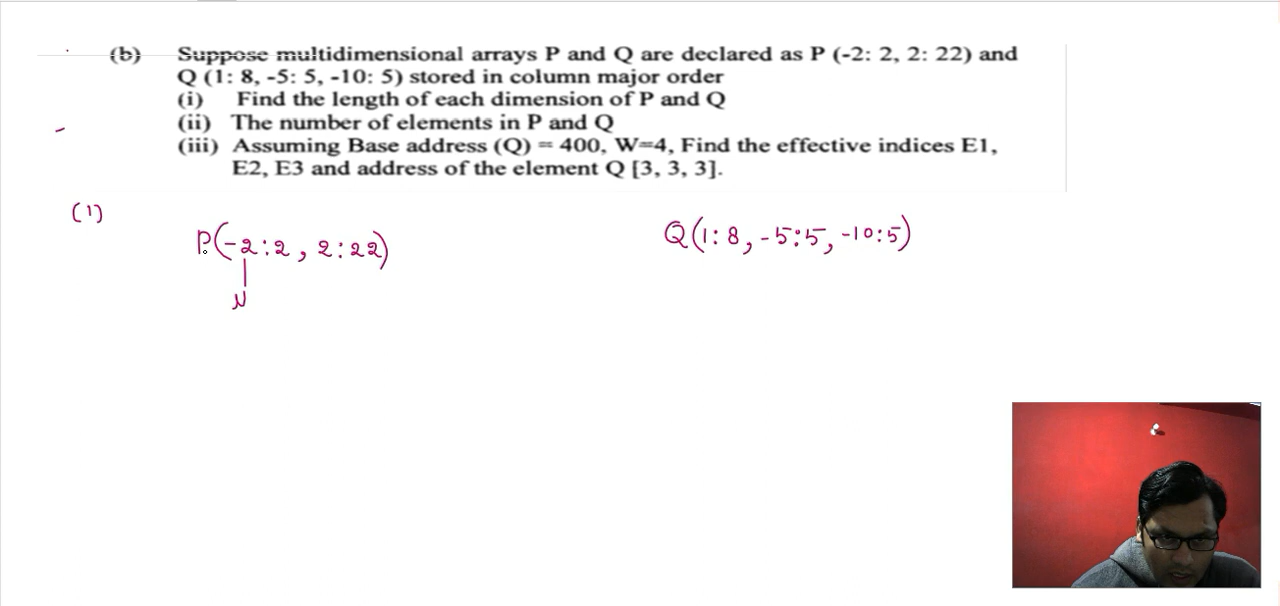 (b) Suppose multidimensional arrays P and Q are declared as P (-2: 2, 2: 22) and
Q (1: 8, -5: 5, -10: 5) stored in column major order
(i) Find the length of each dimension of P and Q
(ii) The number of elements in P and Q
(iii) Assuming Base address (Q) = 400, W=4, Find the effective indices E1,
E2, E3 and address of the element Q [3, 3, 3].
(1)
P(-2:2, 2:22)
Q(1:8, -5:5, -10:5)